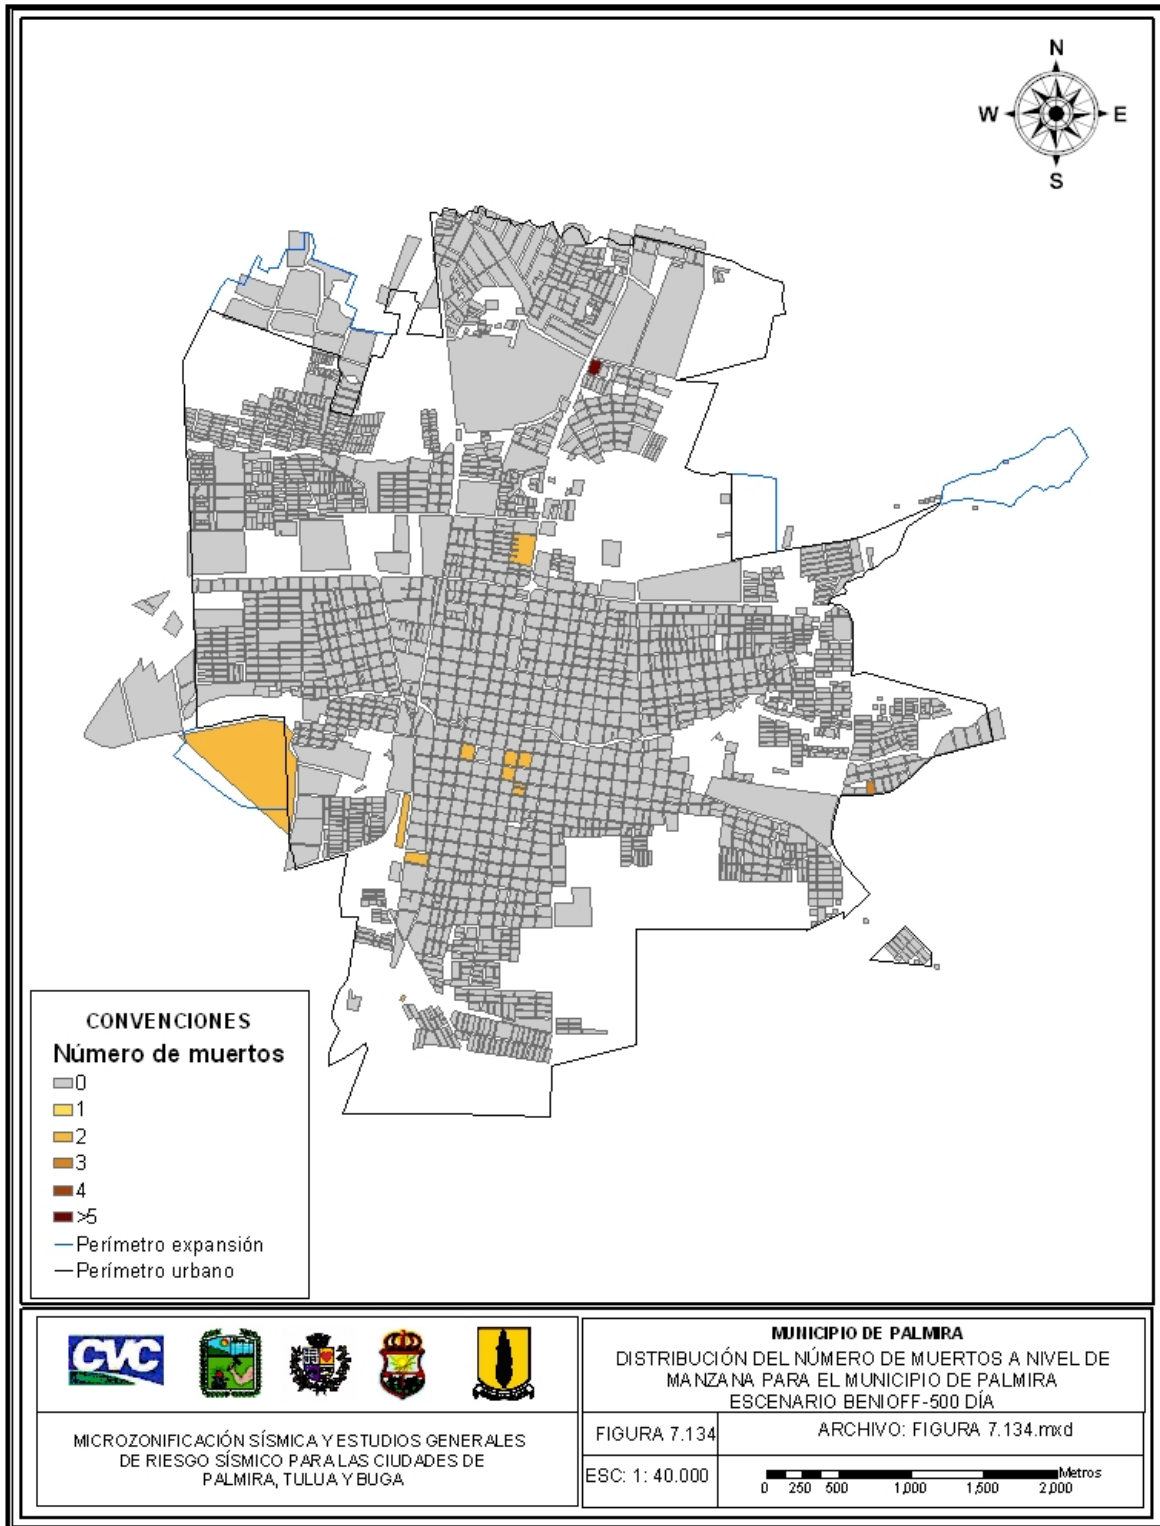 N
W E
S
CONVENCIONES
Número de muertos
0
1
2
3
4
>5
Perímetro expansión
Perímetro urbano
CVC
MICROZONIFICACIÓN SÍSMICA Y ESTUDIOS GENERALES
DE RIESGO SÍSMICO PARA LAS CIUDADES DE
PALMIRA, TULUA Y BUGA
MUNICIPIO DE PALMIRA
DISTRIBUCIÓN DEL NÚMERO DE MUERTOS A NIVEL DE
MANZANA PARA EL MUNICIPIO DE PALMIRA
ESCENARIO BENIOFF-500 DÍA
FIGURA 7.134
ARCHIVO: FIGURA 7.134.mxd
ESC: 1: 40.000
Metros
0 250 500 1,000 1,500 2,000